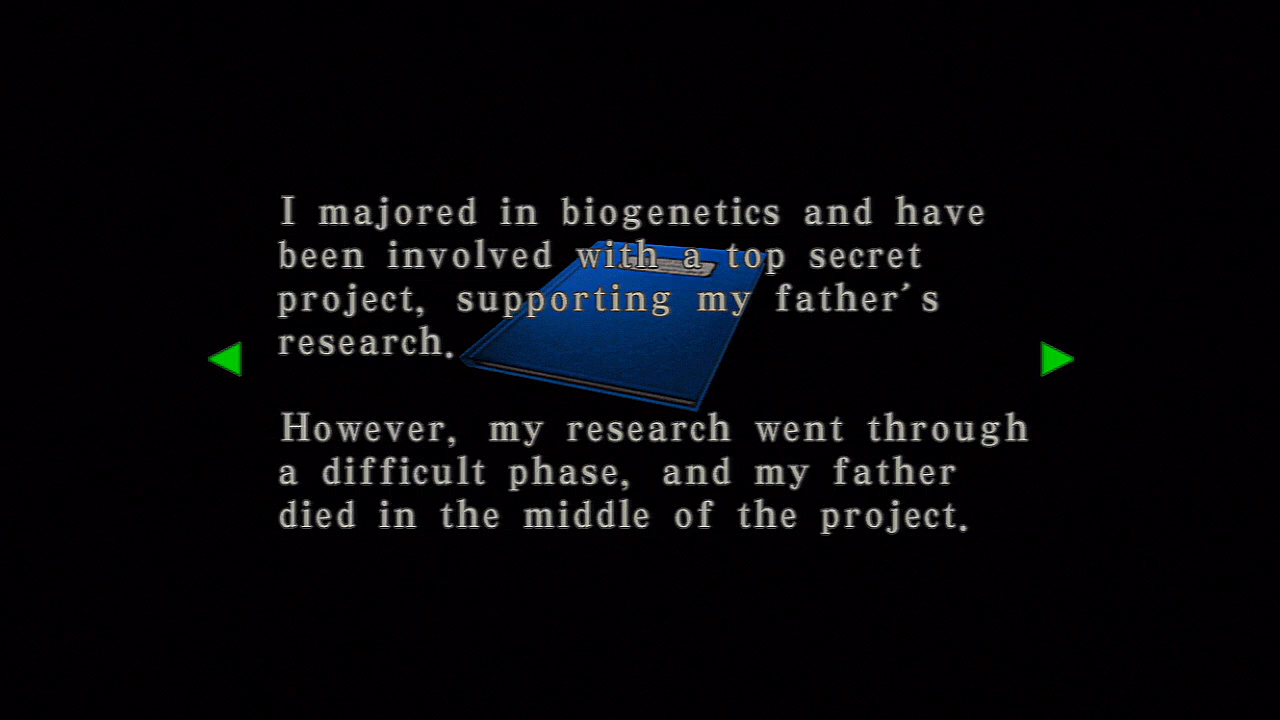 I majored in biogenetics and have
been involved with a top secret
project, supporting my father's
research.
However, my research went through
a difficult phase, and my father
died in the middle of the project.